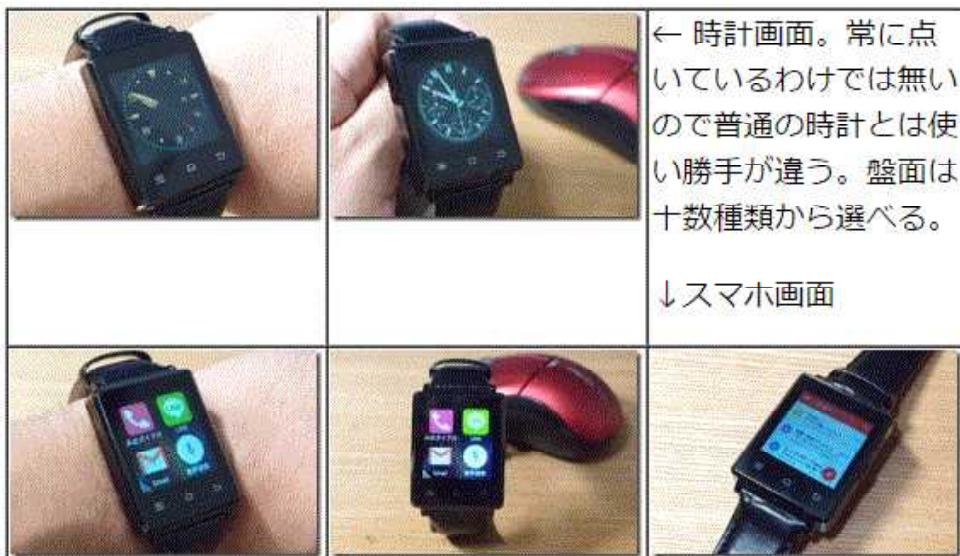 ← 時計画面。常に点
いているわけでは無い
ので普通の時計とは使
い勝手が違う。盤面は
十数種類から選べる。
↓スマホ画面
LINE